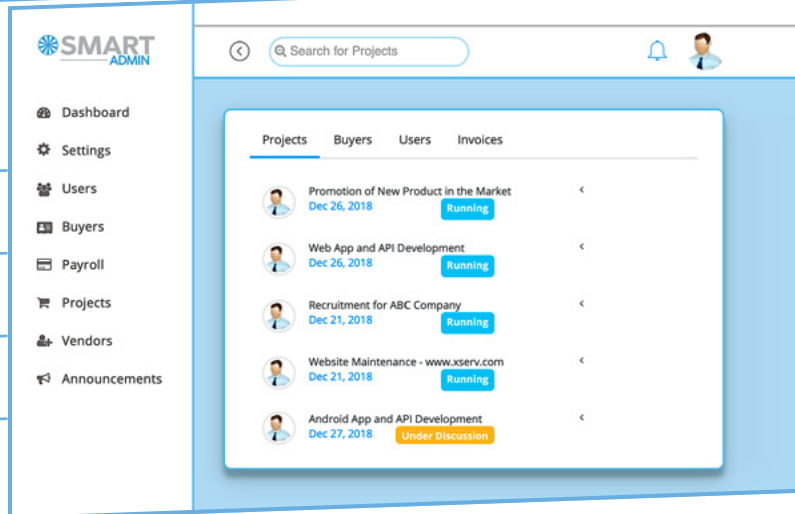 SMART
ADMIN
Search for Projects
Dashboard
Settings
Users
Buyers
Payroll
Projects
Vendors
Announcements
Projects Buyers Users Invoices
Promotion of New Product in the Market
Dec 26, 2018 Running
Web App and API Development
Dec 26, 2018 Running
Recruitment for ABC Company
Dec 21, 2018 Running
Website Maintenance - www.xserv.com
Dec 21, 2018 Running
Android App and API Development
Dec 27, 2018 Under Discussion